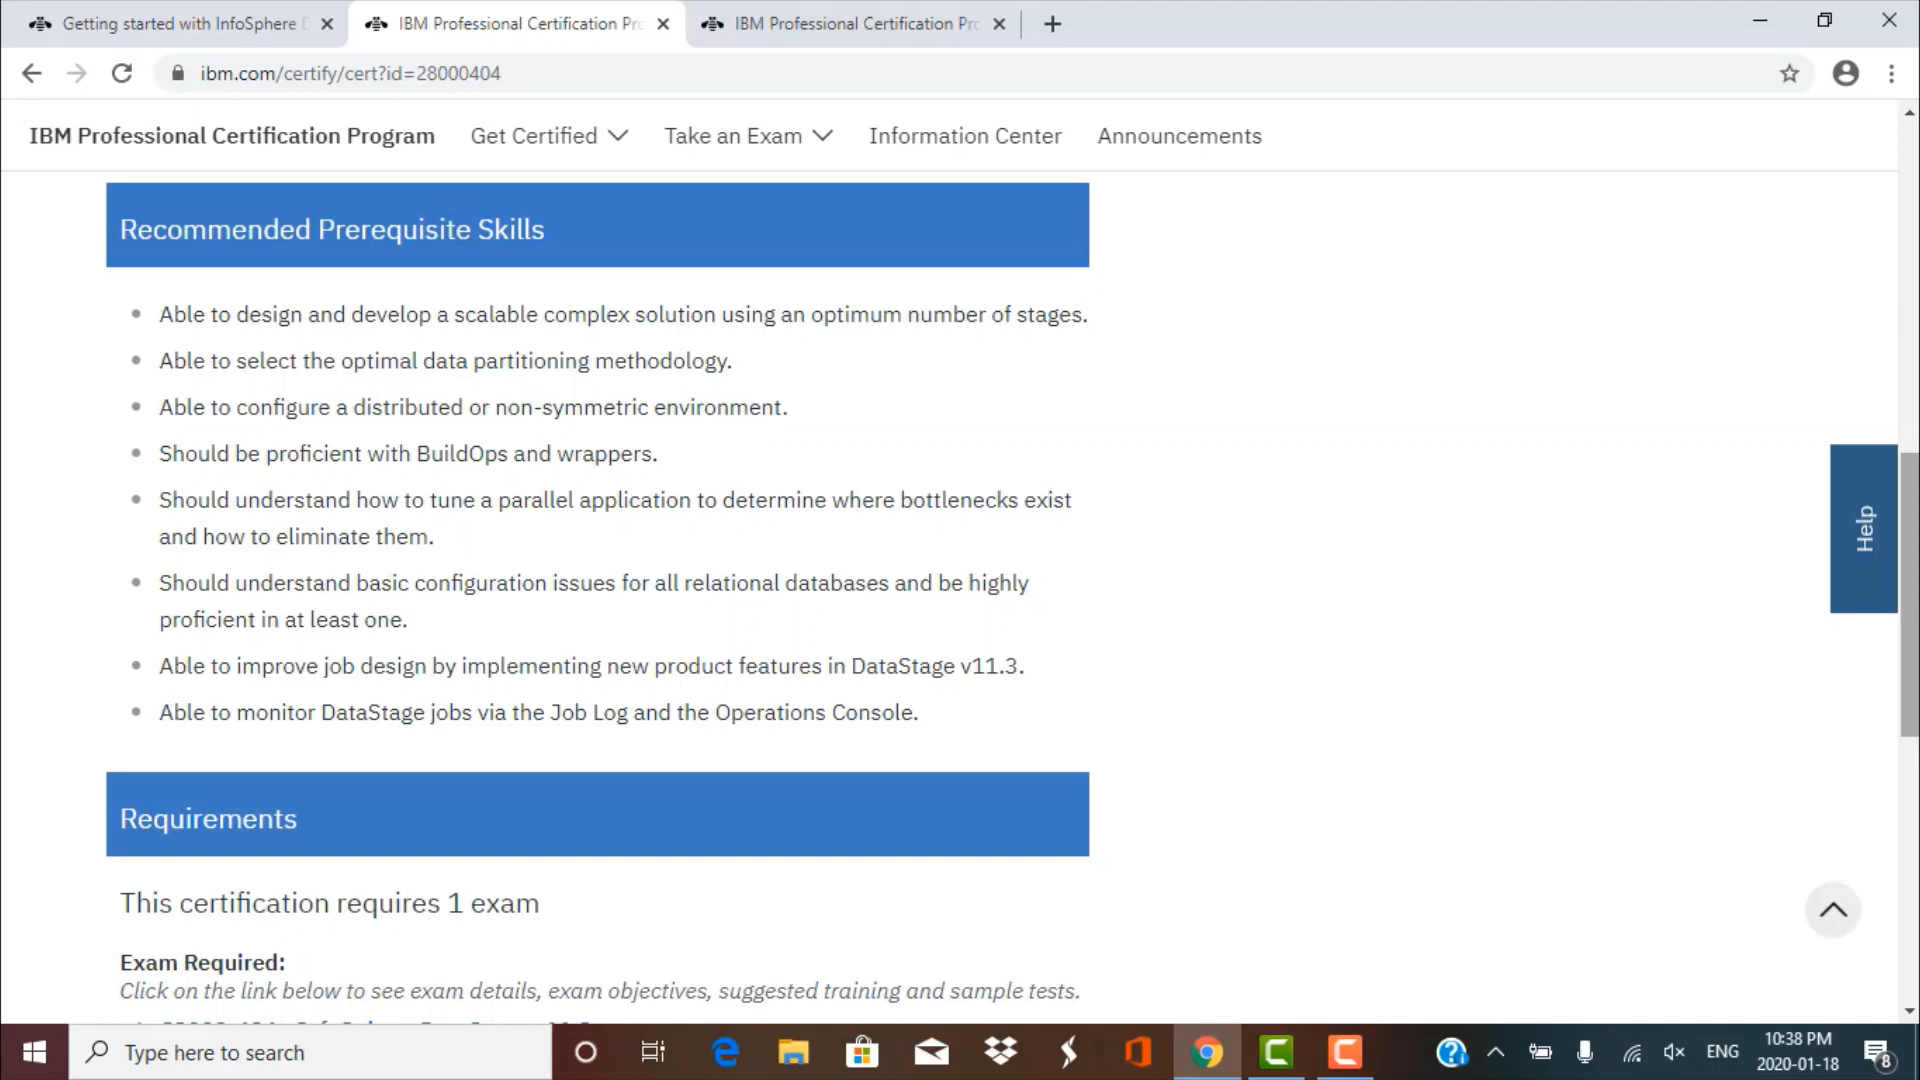 Getting started with InfoSphere
IBM Professional Certification Pr
IBM Professional Certification Pr
ibm.com/certify/cert?id=28000404
IBM Professional Certification Program Get Certified Take an Exam Information Center Announcements
Recommended Prerequisite Skills
Able to design and develop a scalable complex solution using an optimum number of stages.
Able to select the optimal data partitioning methodology.
Able to configure a distributed or non-symmetric environment.
Should be proficient with BuildOps and wrappers.
Should understand how to tune a parallel application to determine where bottlenecks exist
and how to eliminate them.
Should understand basic configuration issues for all relational databases and be highly
proficient in at least one.
Able to improve job design by implementing new product features in DataStage v11.3.
Able to monitor DataStage jobs via the Job Log and the Operations Console.
Help
Requirements
This certification requires 1 exam
Exam Required:
Click on the link below to see exam details, exam objectives, suggested training and sample tests.
Type here to search
ENG
10:38 PM
2020-01-18
8